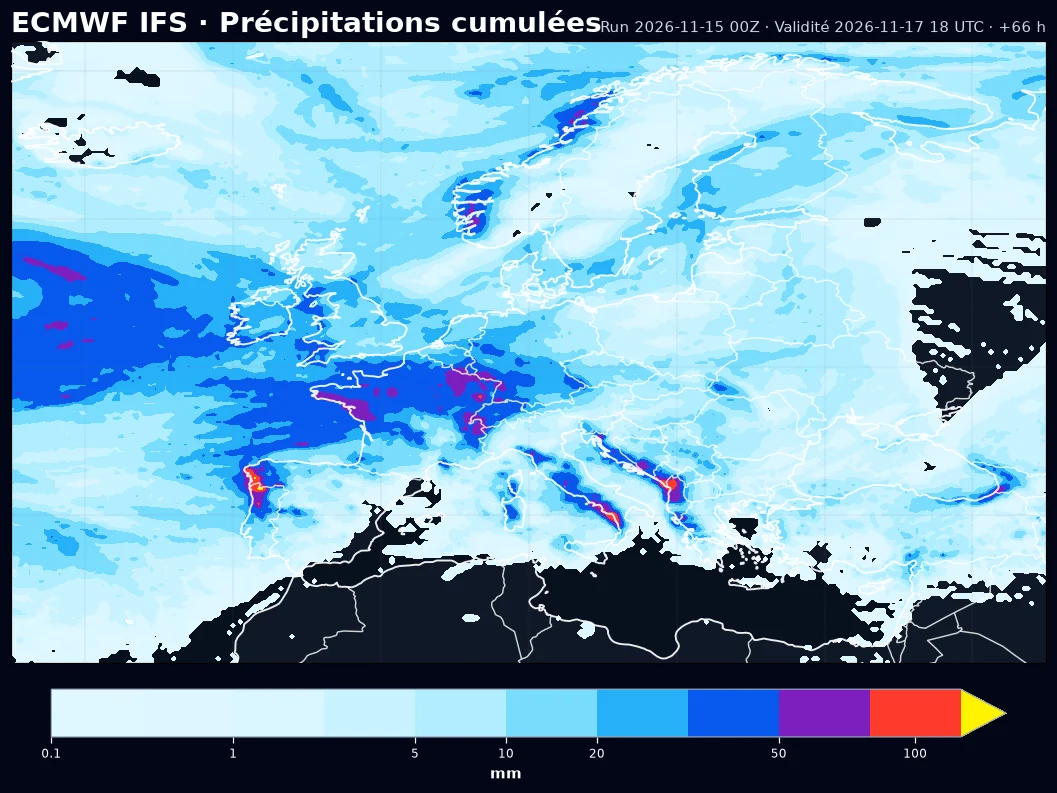 ECMWF IFS · Précipitations cumulées
Run 2026-11-15 00Z · Validité 2026-11-17 18 UTC · +66 h
0.1 1 5 10 20 50 100
mm